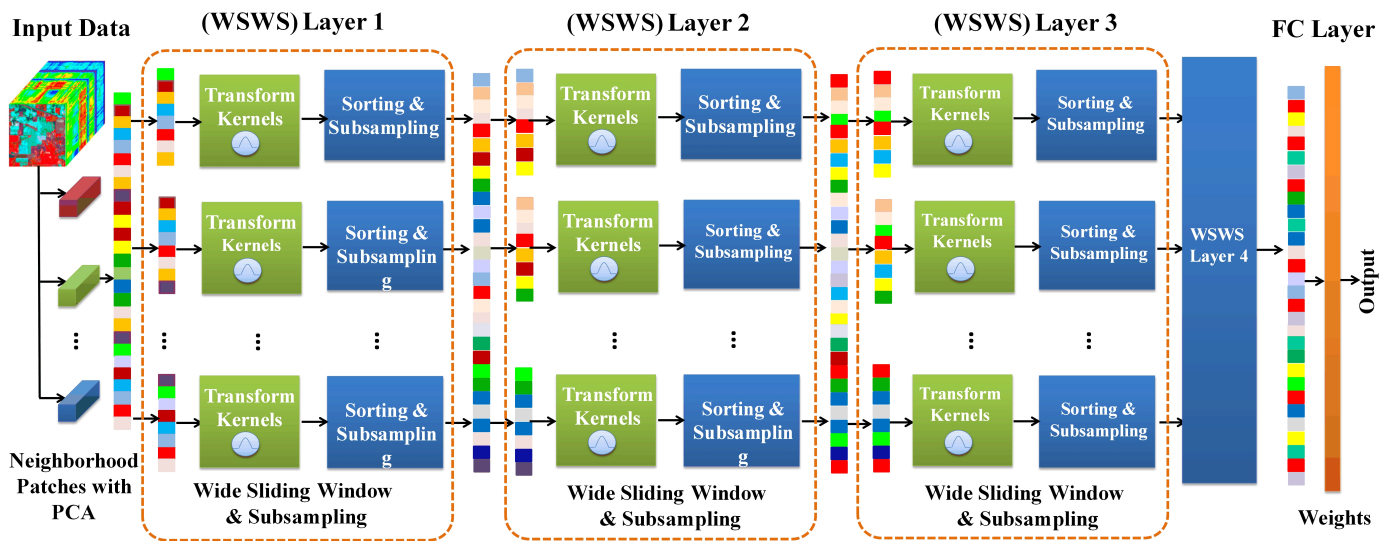 Input Data
(WSWS) Layer 1
(WSWS) Layer 2
(WSWS) Layer 3
FC Layer
Transform
Kernels
Sorting &
Subsampling
Transform
Kernels
Sorting &
Subsampling
Transform
Kernels
Sorting &
Subsampling
Transform
Kernels
Sorting &
Subsamplin
g
Transform
Kernels
Sorting &
Subsampling
Transform
Kernels
Sorting &
Subsampling
WSWS
Layer 4
Output
...
...
...
...
...
...
...
...
Transform
Kernels
Sorting &
Subsamplin
g
Transform
Kernels
Sorting &
Subsamplin
g
Transform
Kernels
Sorting &
Subsampling
Neighborhood
Patches with
PCA
Wide Sliding Window
& Subsampling
Wide Sliding Window
& Subsampling
Wide Sliding Window
& Subsampling
Weights